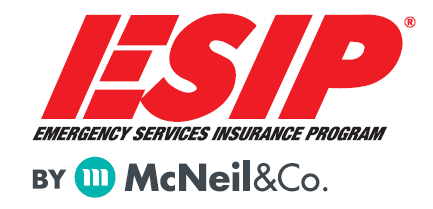 ESIP®
EMERGENCY SERVICES INSURANCE PROGRAM
BY m McNeil&Co.